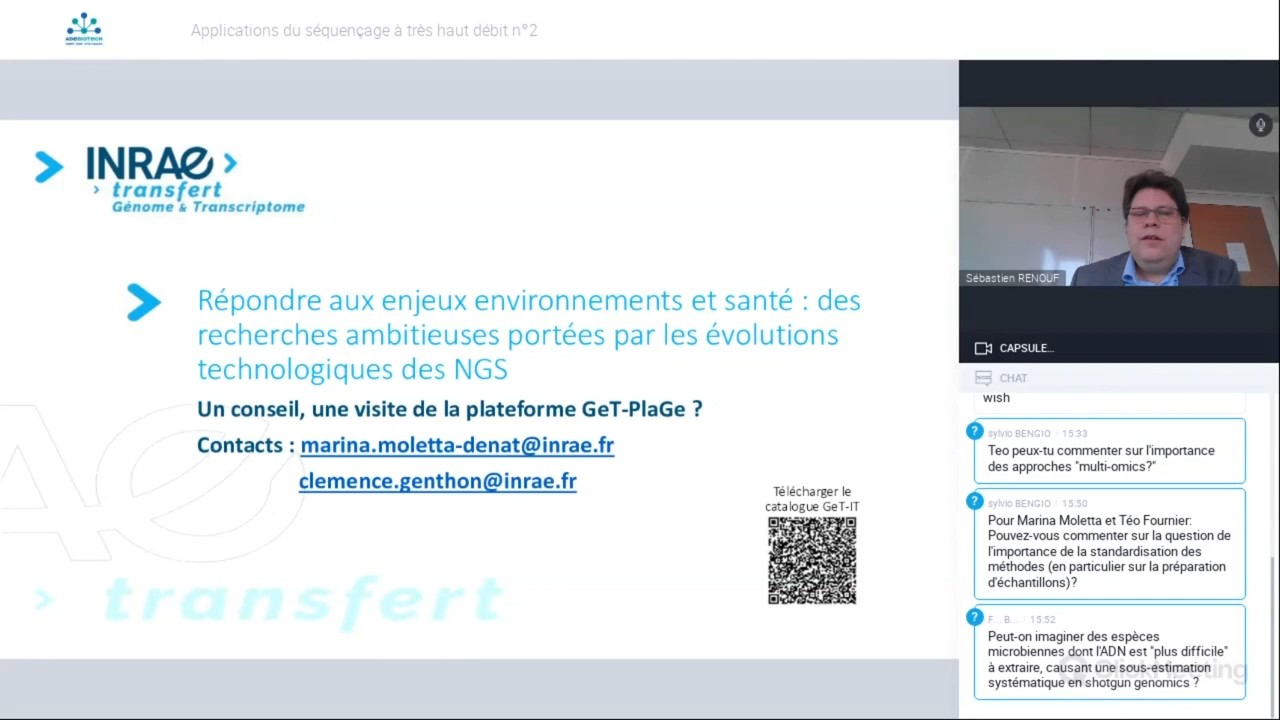 ADEBIOTECH
Applications du séquençage à très haut débit n°2
INRAE
transfert
Génome & Transcriptome
Répondre aux enjeux environnements et santé : des
recherches ambitieuses portées par les évolutions
technologiques des NGS
Un conseil, une visite de la plateforme GeT-PlaGe ?
Contacts : marina.moletta-denat@inrae.fr
clemence.genthon@inrae.fr
Télécharger le
catalogue GeT-IT
transfert
Sébastien RENOUF
CAPSULE...
CHAT
wish
sylvio BENGIO 15:33
Teo peux-tu commenter sur l'importance
des approches "multi-omics?"
sylvio BENGIO 15:50
Pour Marina Moletta et Téo Fournier:
Pouvez-vous commenter sur la question de
l'importance de la standardisation des
méthodes (en particulier sur la préparation
d'échantillons)?
F... B... 15:52
Peut-on imaginer des espèces
microbiennes dont l'ADN est "plus difficile"
à extraire, causant une sous-estimation
systématique en shotgun genomics ?
ClickMeeting